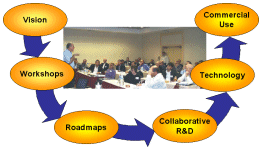 Vision
Workshops
Roadmaps
Collaborative
R&D
Technology
Commercial
Use